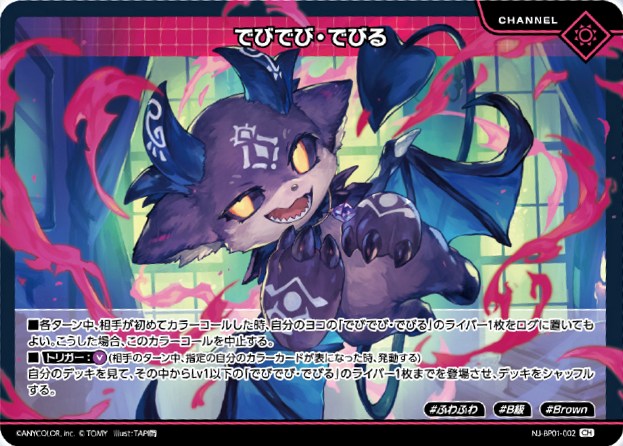 CHANNEL
でびでび・でびる
■各ターン中、相手が初めてカラーコールした時、自分のヨコの「でびでび・でびる」のライバー1枚をログに置いても
よい。こうした場合、このカラーコールを中止する。
■トリガー：V(相手のターン中、指定の自分のカラーカードが表になった時、発動する)
自分のデッキを見て、その中からLv1以下の「でびでび・でびる」のライバー1枚までを登場させ、デッキをシャッフル
する。
#ふわふわ #B級 #Brown
©ANYCOLOR, Inc. © TOMY illust:TAPI岡 NJ-BP01-002 CH